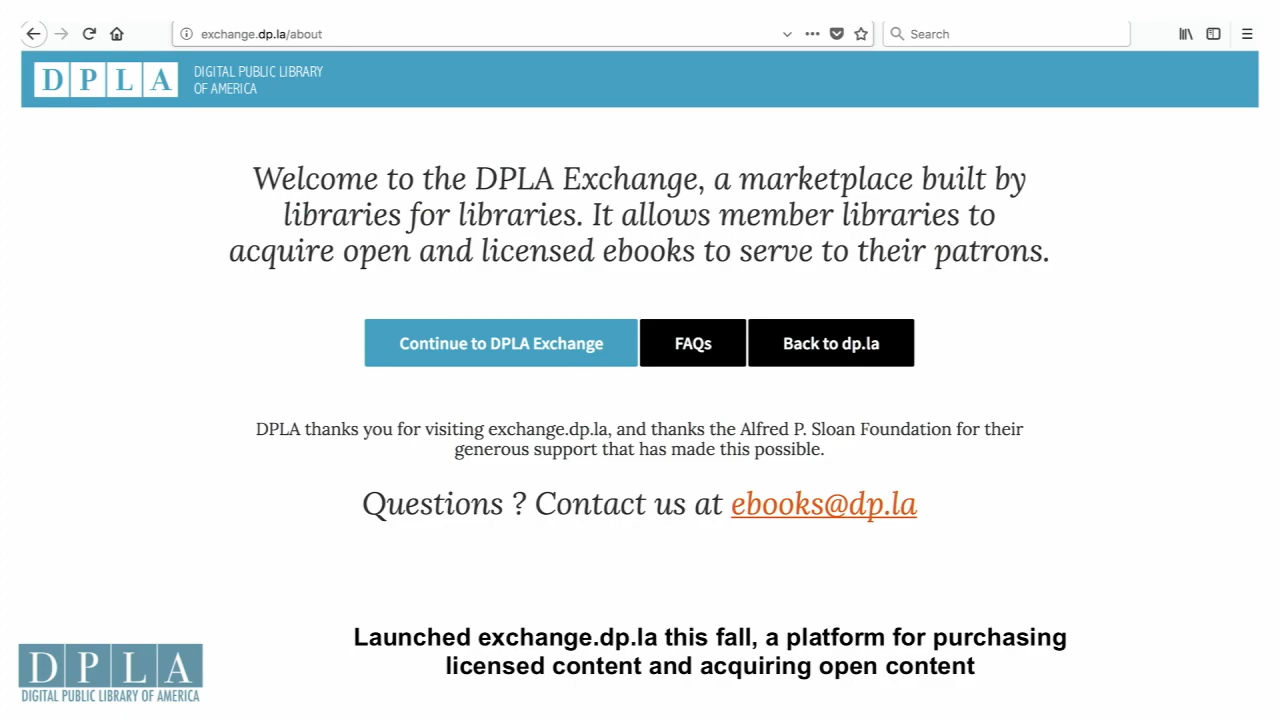 exchange.dp.la/about
Search
DPLA
DIGITAL PUBLIC LIBRARY
OF AMERICA
Welcome to the DPLA Exchange, a marketplace built by
libraries for libraries. It allows member libraries to
acquire open and licensed ebooks to serve to their patrons.
Continue to DPLA Exchange
FAQs
Back to dp.la
DPLA thanks you for visiting exchange.dp.la, and thanks the Alfred P. Sloan Foundation for their
generous support that has made this possible.
Questions ? Contact us at ebooks@dp.la
Launched exchange.dp.la this fall, a platform for purchasing
licensed content and acquiring open content
DPLA
DIGITAL PUBLIC LIBRARY OF AMERICA